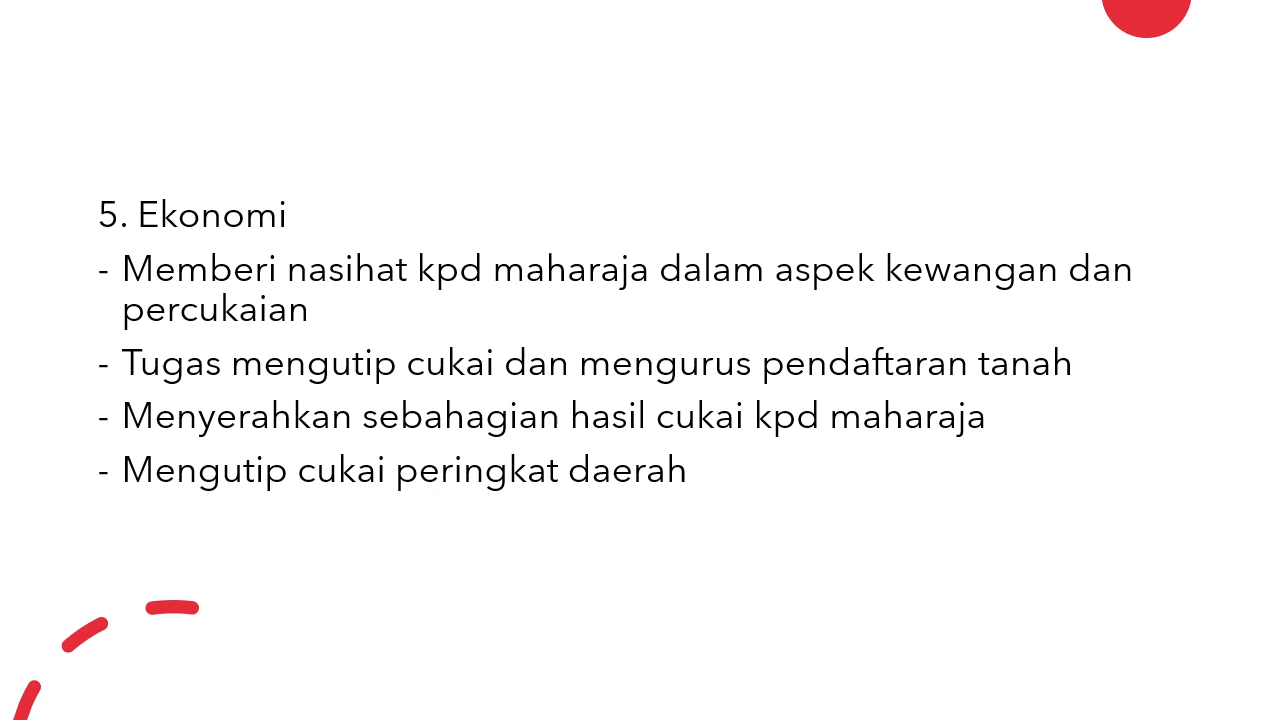 5. Ekonomi
- Memberi nasihat kpd maharaja dalam aspek kewangan dan
percukaian
- Tugas mengutip cukai dan mengurus pendaftaran tanah
- Menyerahkan sebahagian hasil cukai kpd maharaja
- Mengutip cukai peringkat daerah